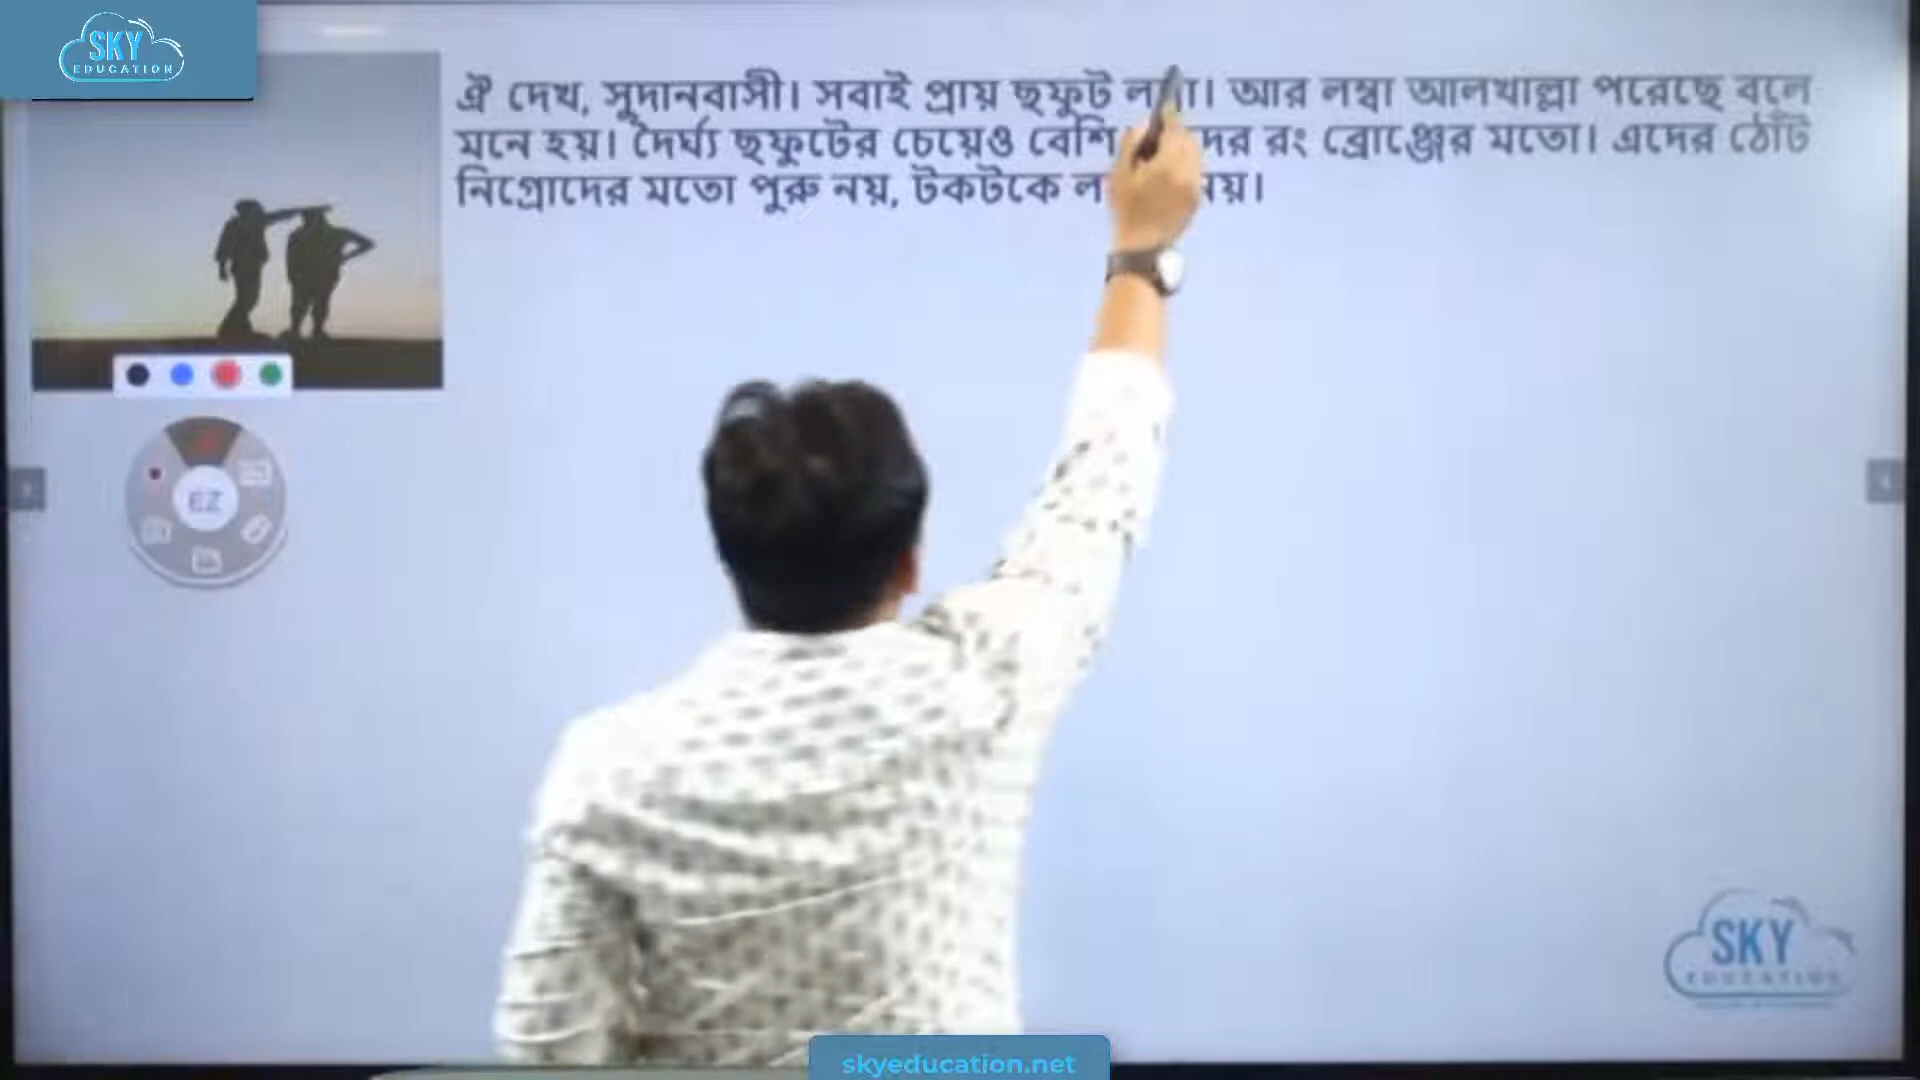 SKY
EDUCATION
ঐ দেখ, সুদানবাসী। সবাই প্রায় ছফুট আর লম্বা আলখাল্লা পরেছে বলে
মনে হয়। দৈর্ঘ্য ছফুটের চেয়েও বেশি রং ব্রোঞ্জের মতো। এদের ঠোঁট
নিগ্রোদের মতো পুরু নয়, টকটকে নয়।
EZ
SKY
EDUCATION
skyeducation.net